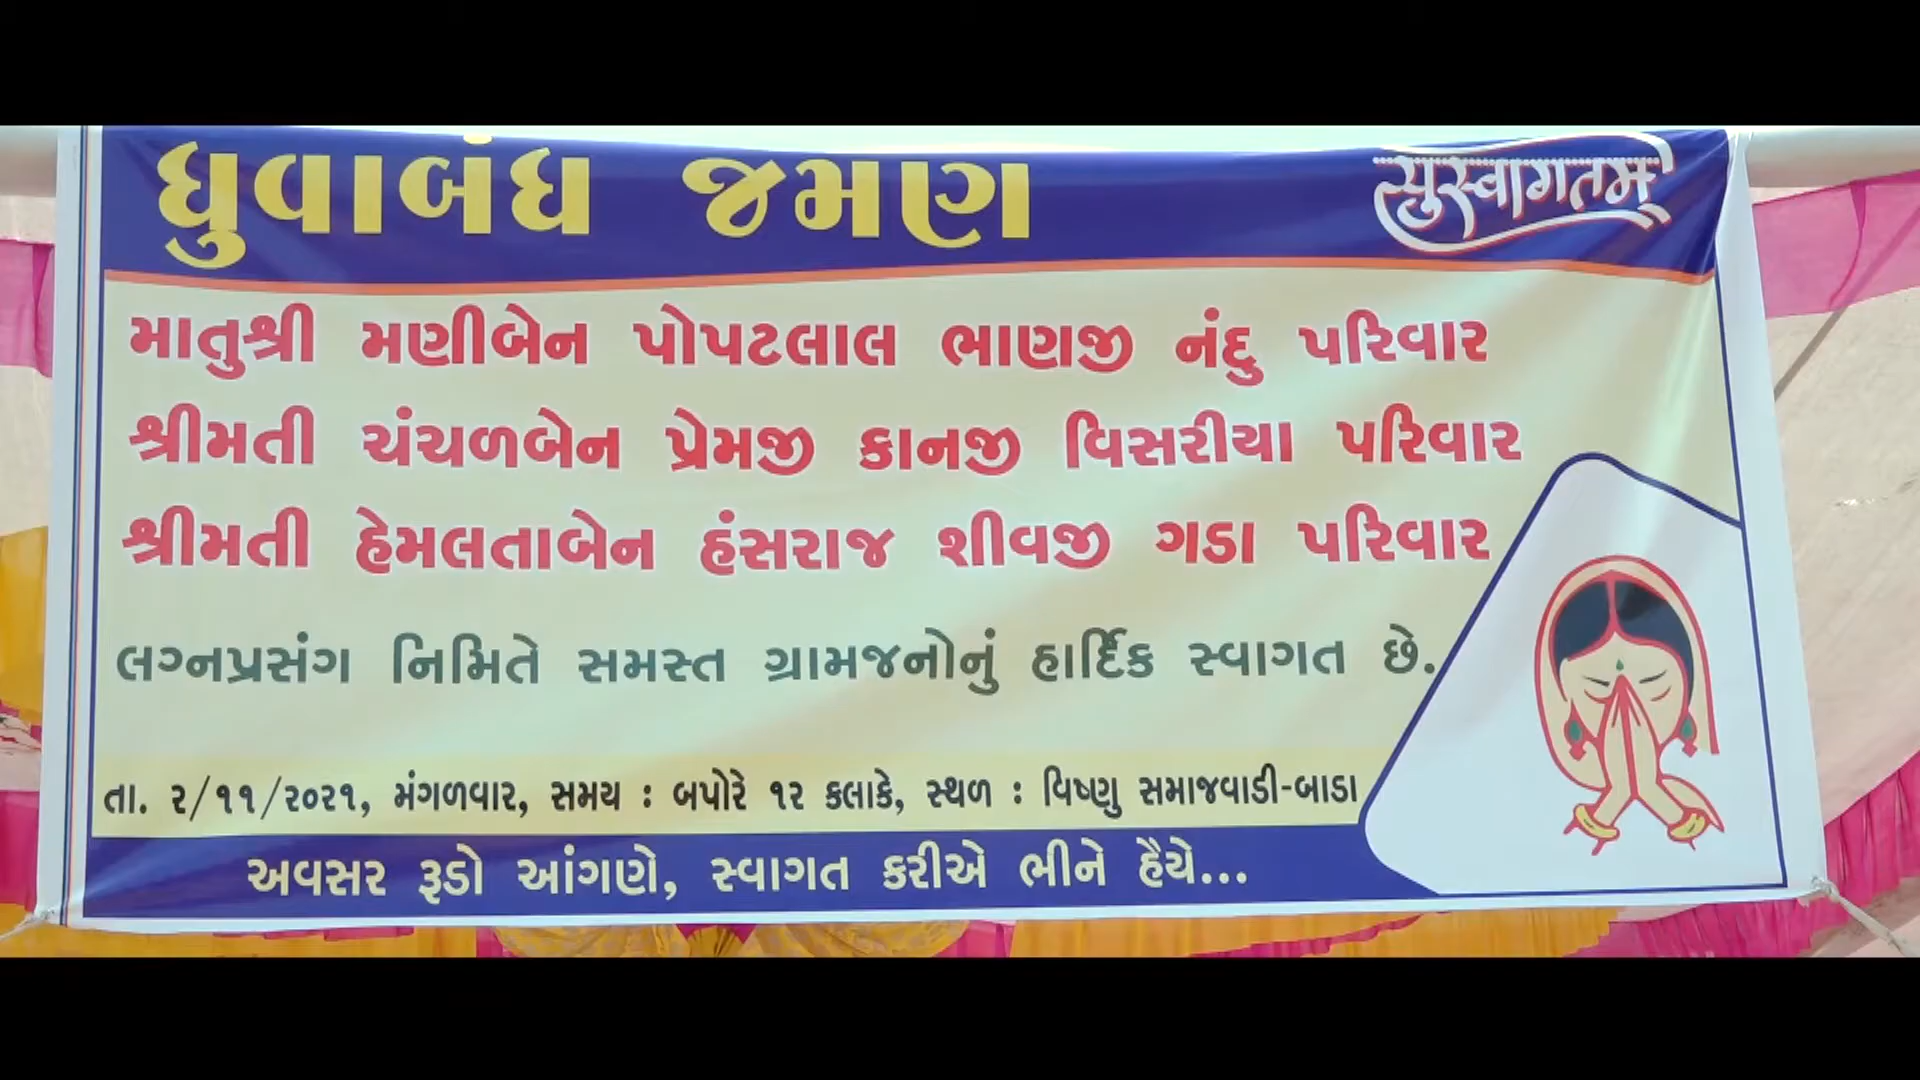 ધુવાબંધ જમણ
सुस्वागतम्
માતુશ્રી મણીબેન પોપટલાલ ભાણજી નંદુ પરિવાર
શ્રીમતી ચંચળબેન પ્રેમજી કાનજી વિસરીયા પરિવાર
શ્રીમતી હેમલતાબેન હંસરાજ શીવજી ગડા પરિવાર
લગ્નપ્રસંગ નિમિતે સમસ્ત ગ્રામજનોનું હાર્દિક સ્વાગત છે.
તા. ૨/૧૧/૨૦૨૧, મંગળવાર, સમય : બપોરે ૧૨ કલાકે, સ્થળ : વિષ્ણુ સમાજવાડી-બાડા
અવસર રૂડો આંગણે, સ્વાગત કરીએ ભીને હૈયે...